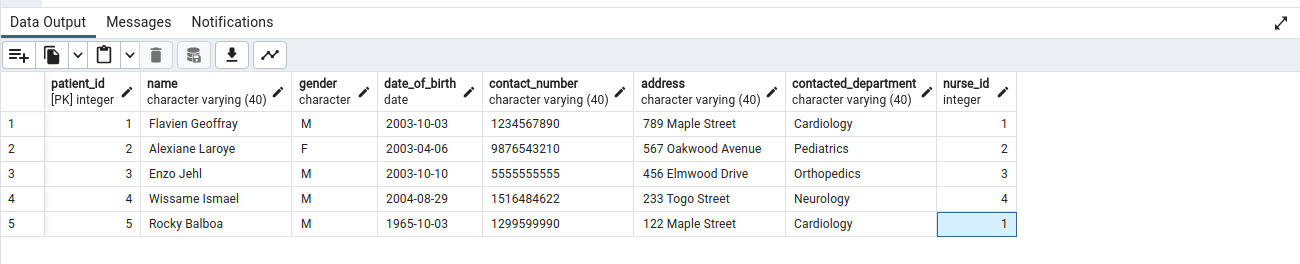 Data Output Messages Notifications
patient_id name gender date_of_birth contact_number address contacted_department nurse_id
[PK] integer character varying (40) character date character varying (40) character varying (40) character varying (40) integer
1 1 Flavien Geoffray M 2003-10-03 1234567890 789 Maple Street Cardiology 1
2 2 Alexiane Laroye F 2003-04-06 9876543210 567 Oakwood Avenue Pediatrics 2
3 3 Enzo Jehl M 2003-10-10 5555555555 456 Elmwood Drive Orthopedics 3
4 4 Wissame Ismael M 2004-08-29 1516484622 233 Togo Street Neurology 4
5 5 Rocky Balboa M 1965-10-03 1299599990 122 Maple Street Cardiology 1